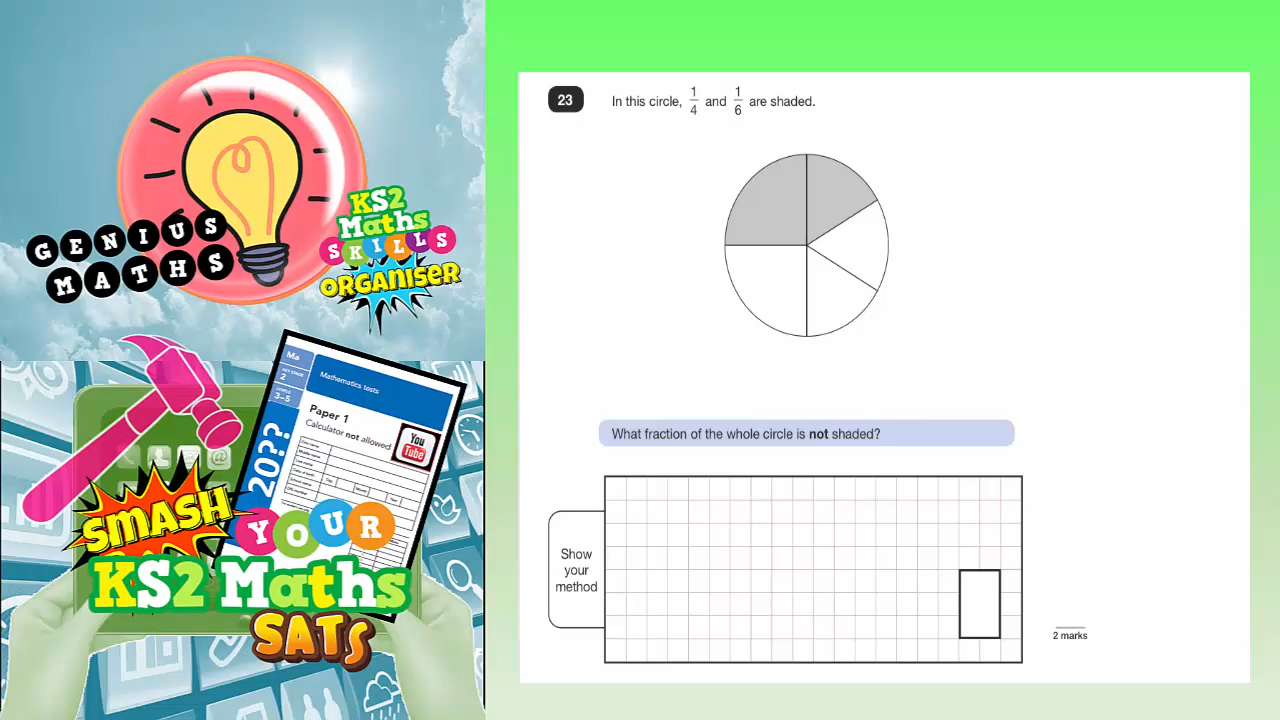 GENIUS
MATHS
KS2
Maths
SKILLS
ORGANISER
Ma
KEY STAGE
2
LEVELS
3–5
Mathematics tests
Paper 1
Calculator not allowed
20??
You
Tube
SMASH
YOUR
KS2 Maths
SATs
23
In this circle, 1/4 and 1/6 are shaded.
What fraction of the whole circle is not shaded?
Show
your
method
2 marks